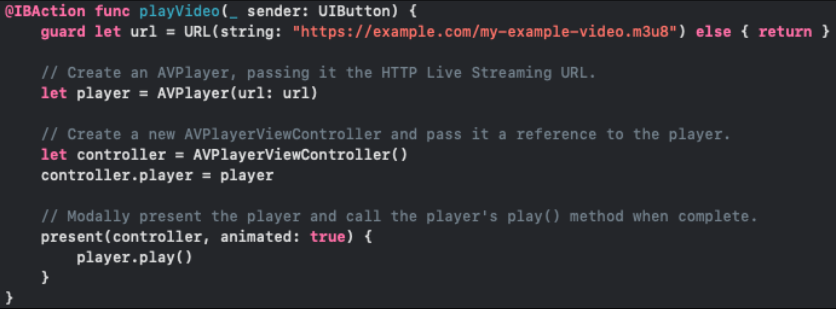 @IBAction func playVideo(_ sender: UIButton) {
    guard let url = URL(string: "https://example.com/my-example-video.m3u8") else { return }

    // Create an AVPlayer, passing it the HTTP Live Streaming URL.
    let player = AVPlayer(url: url)

    // Create a new AVPlayerViewController and pass it a reference to the player.
    let controller = AVPlayerViewController()
    controller.player = player

    // Modally present the player and call the player's play() method when complete.
    present(controller, animated: true) {
        player.play()
    }
}